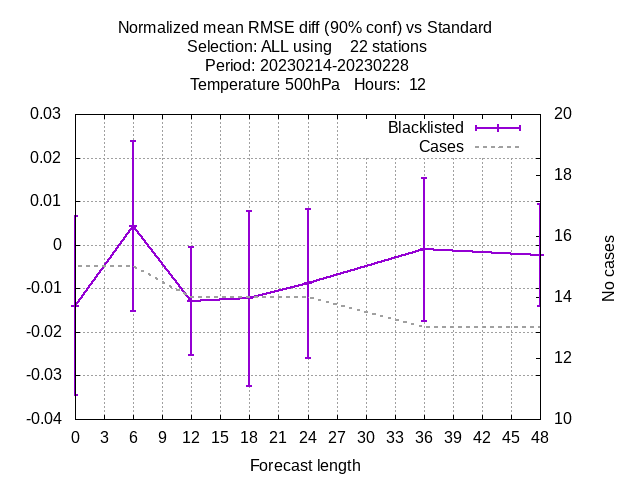 Normalized mean RMSE diff (90% conf) vs Standard
Selection: ALL using 22 stations
Period: 20230214-20230228
Temperature 500hPa Hours: 12
Blacklisted
Cases
0.03
0.02
0.01
0
-0.01
-0.02
-0.03
-0.04
20
18
16
14
12
10
No cases
0 3 6 9 12 15 18 21 24 27 30 33 36 39 42 45 48
Forecast length